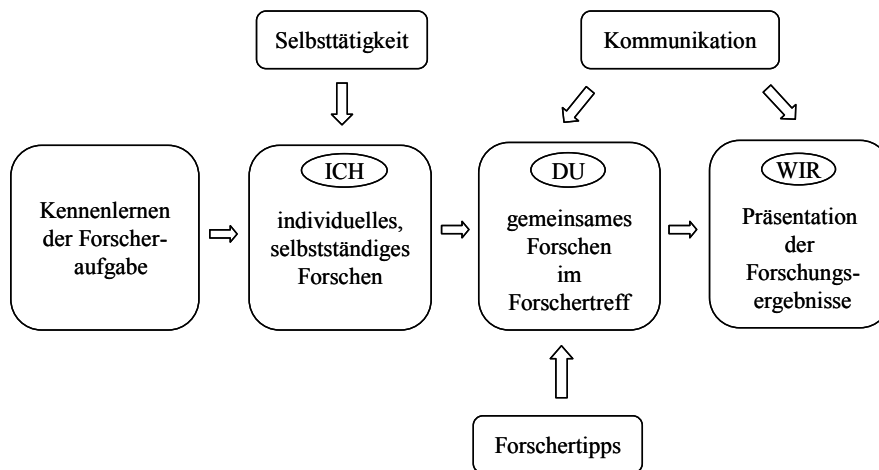 Selbsttätigkeit
Kommunikation
Kennenlernen
der Forscher-
aufgabe
ICH
individuelles,
selbstständiges
Forschen
DU
gemeinsames
Forschen
im
Forschertreff
WIR
Präsentation
der
Forschungs-
ergebnisse
Forschertipps